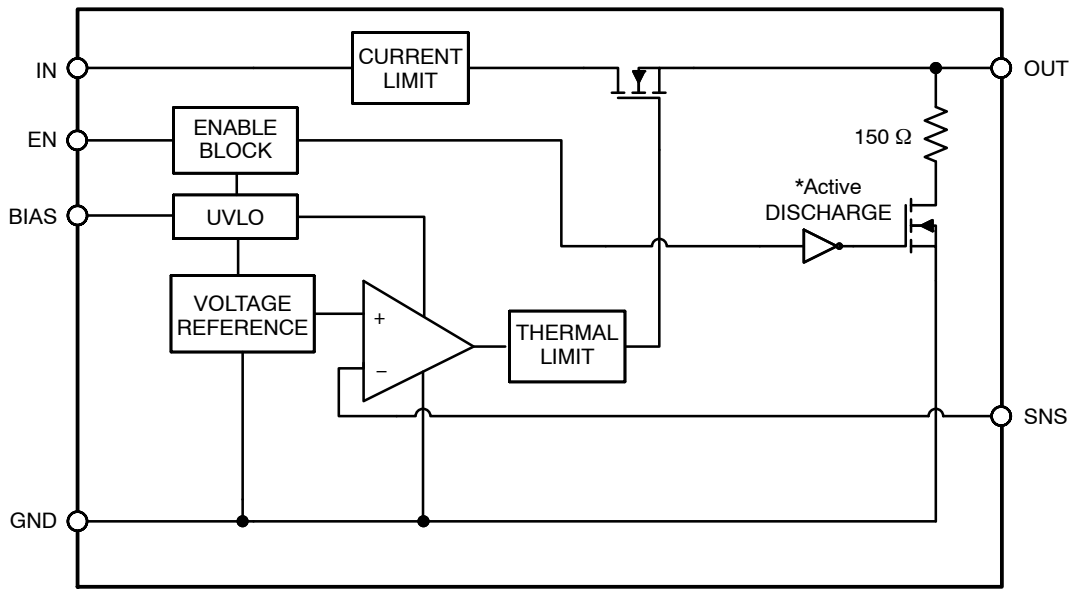 IN
CURRENT
LIMIT
OUT
EN
ENABLE
BLOCK
150 Ω
*Active
DISCHARGE
BIAS
UVLO
VOLTAGE
REFERENCE
+
−
THERMAL
LIMIT
SNS
GND